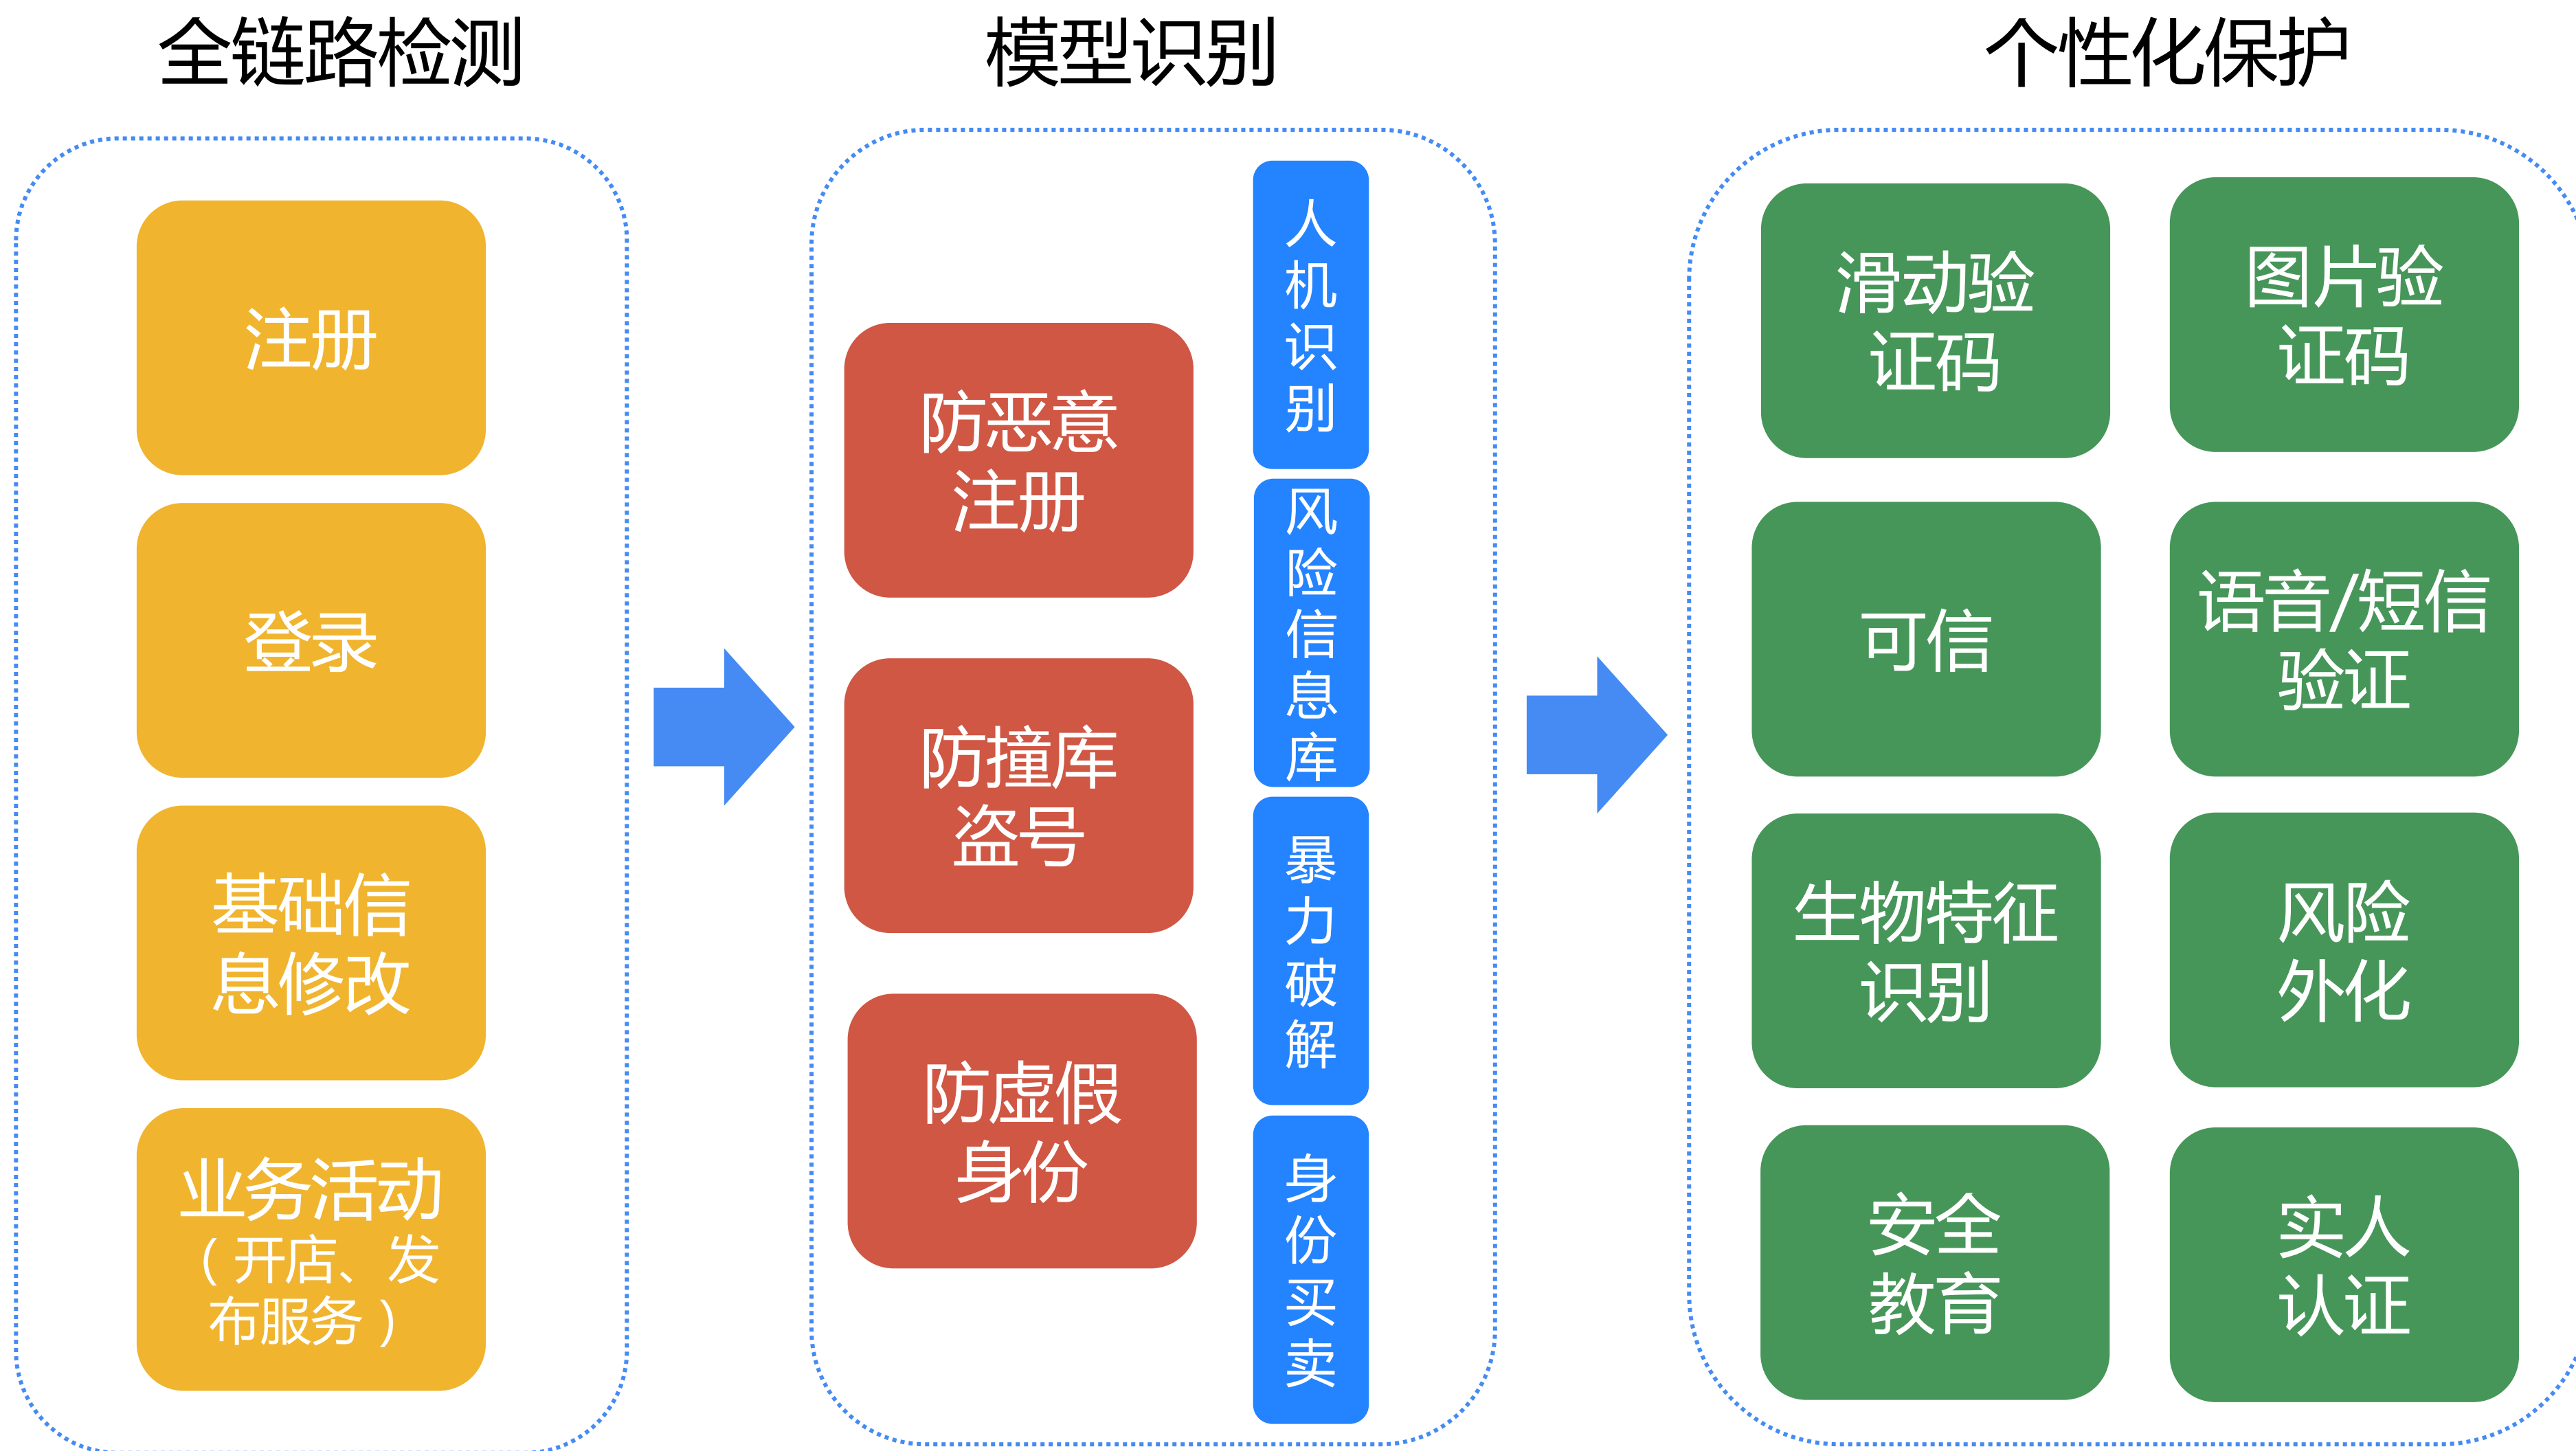 全链路检测
模型识别
个性化保护
注册
登录
基础信
息修改
业务活动
（开店、发
布服务）
防恶意
注册
防撞库
盗号
防虚假
身份
人
机
识
别
风
险
信
息
库
暴
力
破
解
身
份
买
卖
滑动验
证码
图片验
证码
可信
语音/短信
验证
生物特征
识别
风险
外化
安全
教育
实人
认证